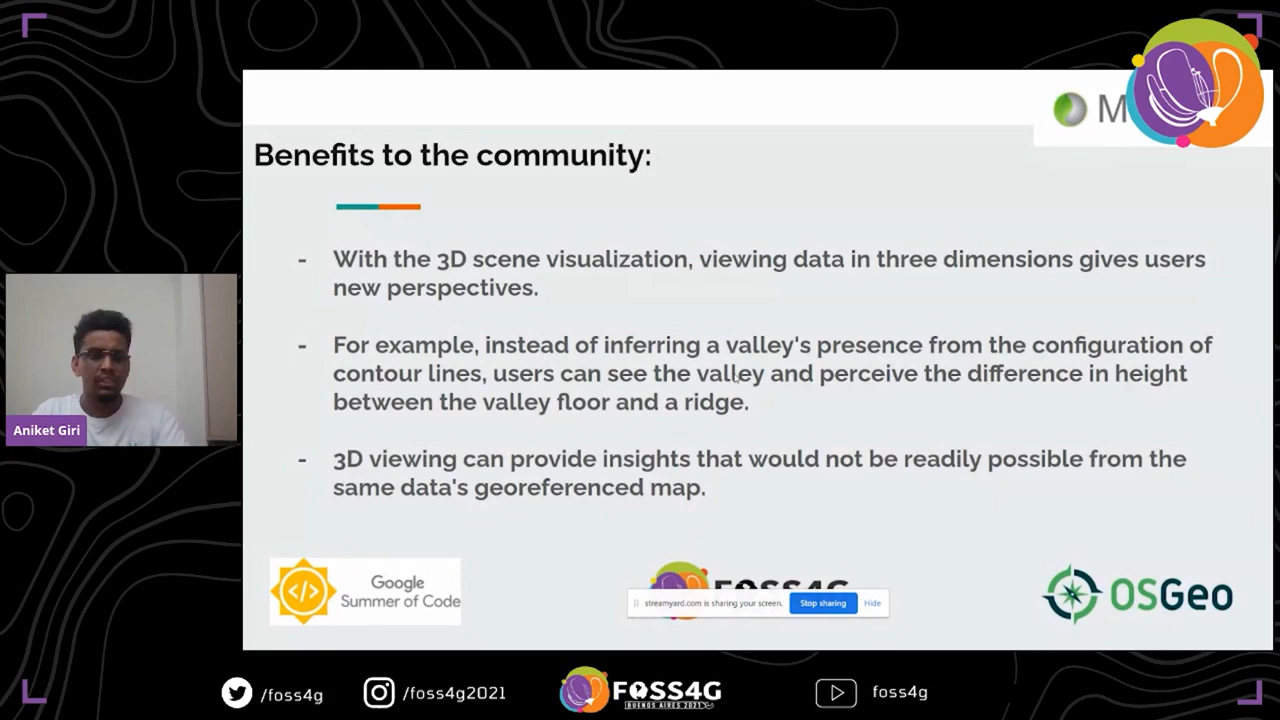 M
Benefits to the community:
- With the 3D scene visualization, viewing data in three dimensions gives users
new perspectives.
- For example, instead of inferring a valley's presence from the configuration of
contour lines, users can see the valley and perceive the difference in height
between the valley floor and a ridge.
- 3D viewing can provide insights that would not be readily possible from the
same data's georeferenced map.
Aniket Giri
Google
Summer of Code
FOSS4G
streamyard.com is sharing your screen.
Stop sharing
Hide
OSGeo
/foss4g
/foss4g2021
FOSS4G
BUENOS AIRES 2021
foss4g